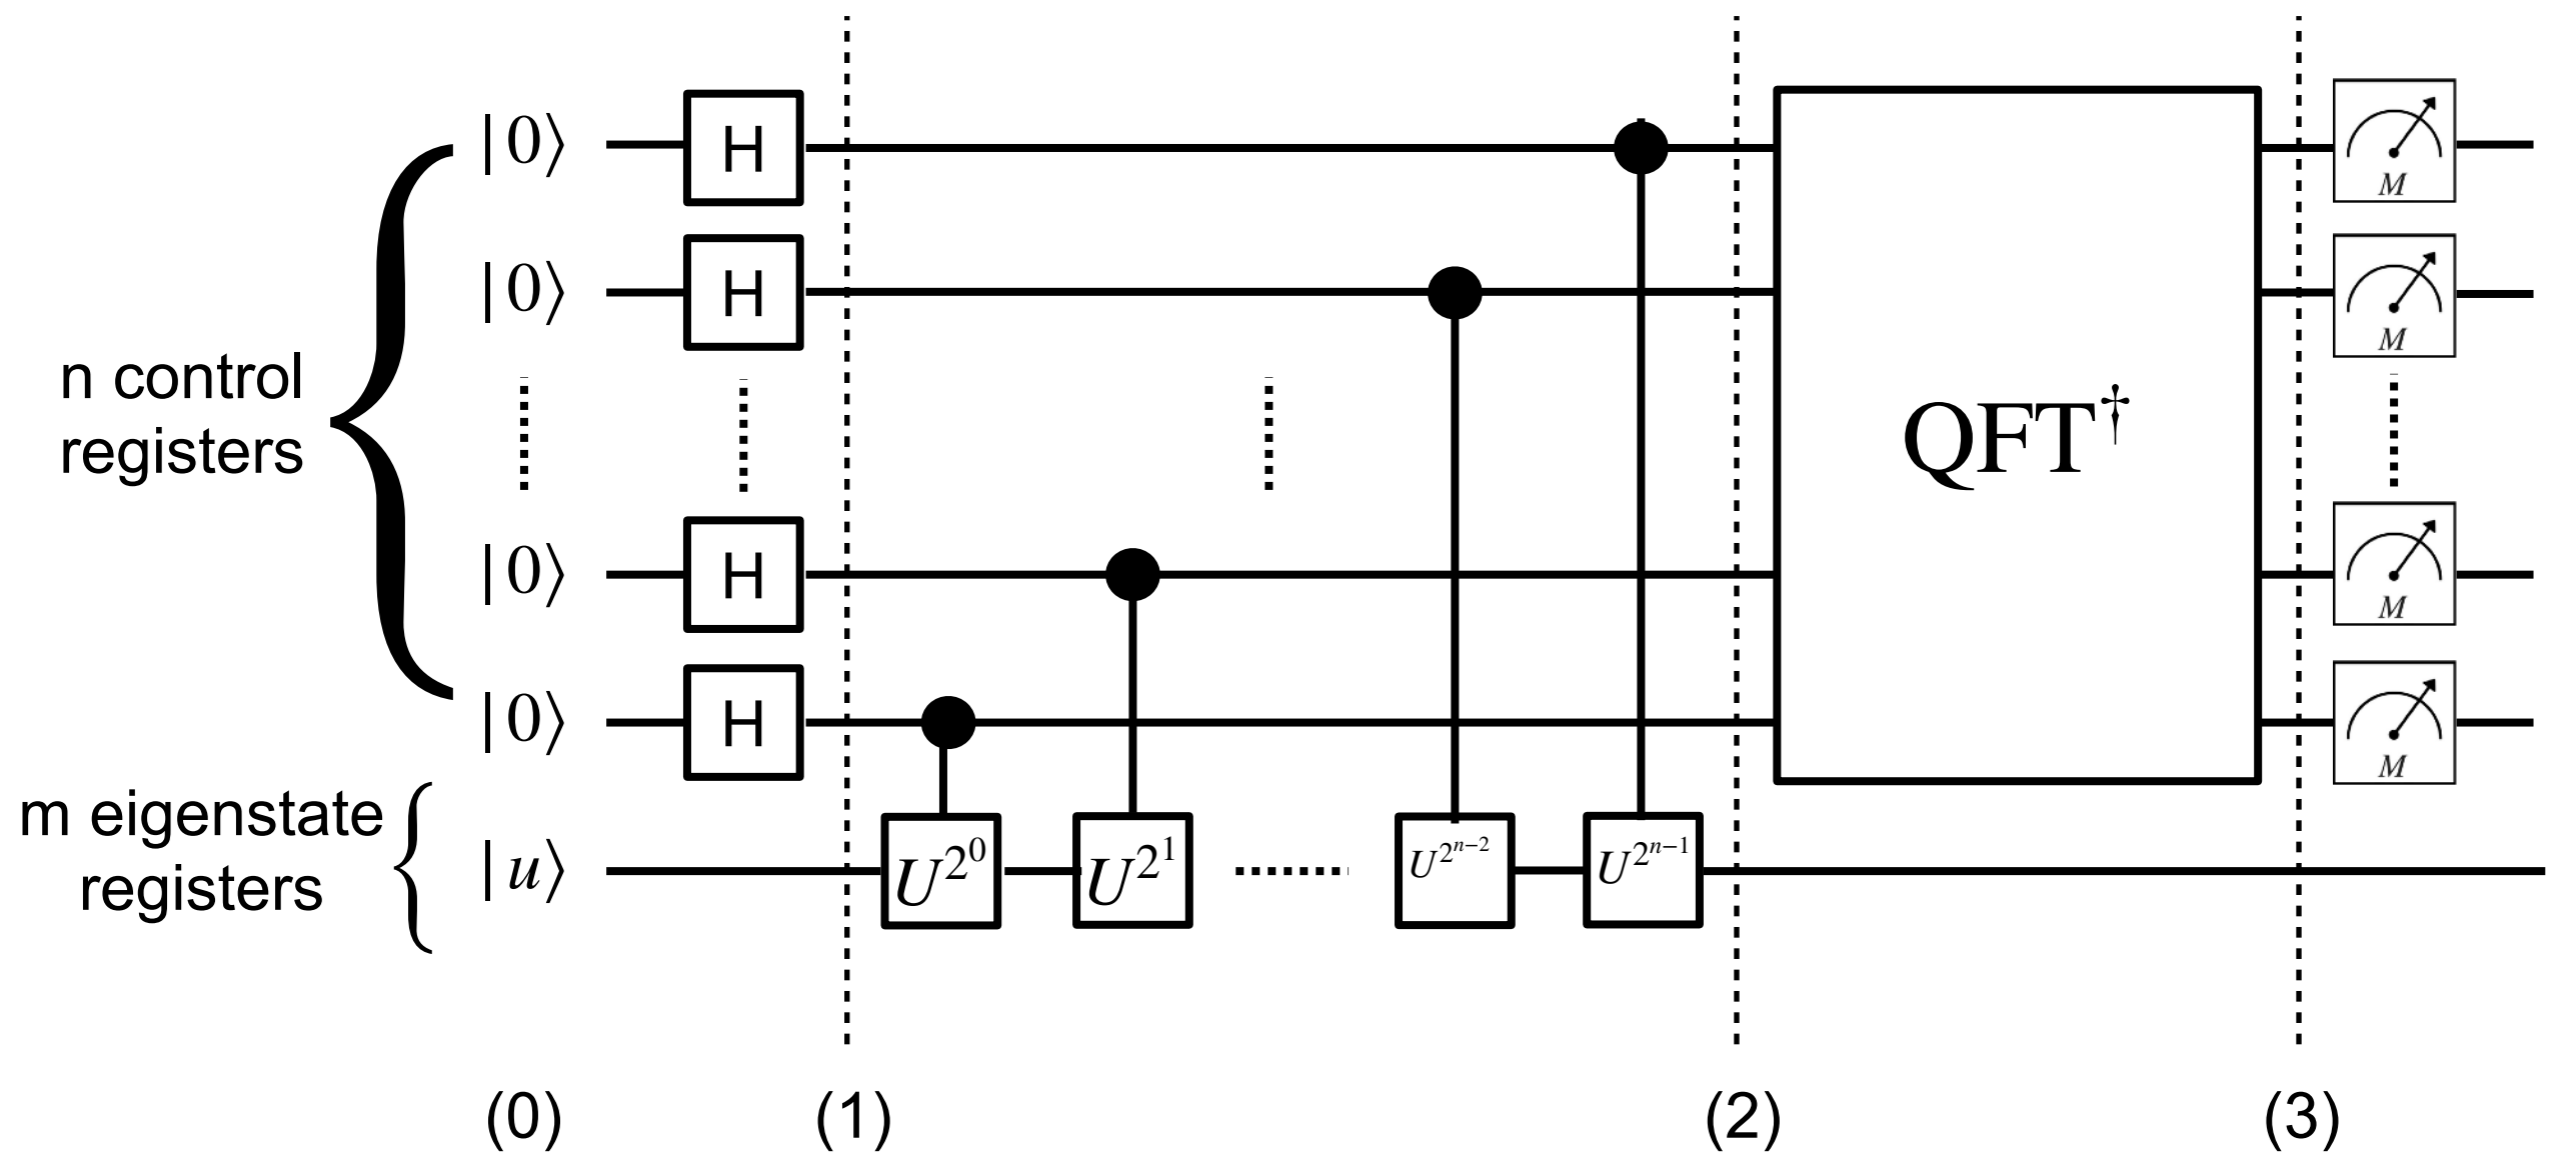 |0⟩ H M
|0⟩ H M
n control
registers
QFT†
|0⟩ H M
|0⟩ H M
m eigenstate
registers
|u⟩ U^{2^0} U^{2^1} U^{2^{n−2}} U^{2^{n−1}}
(0) (1) (2) (3)